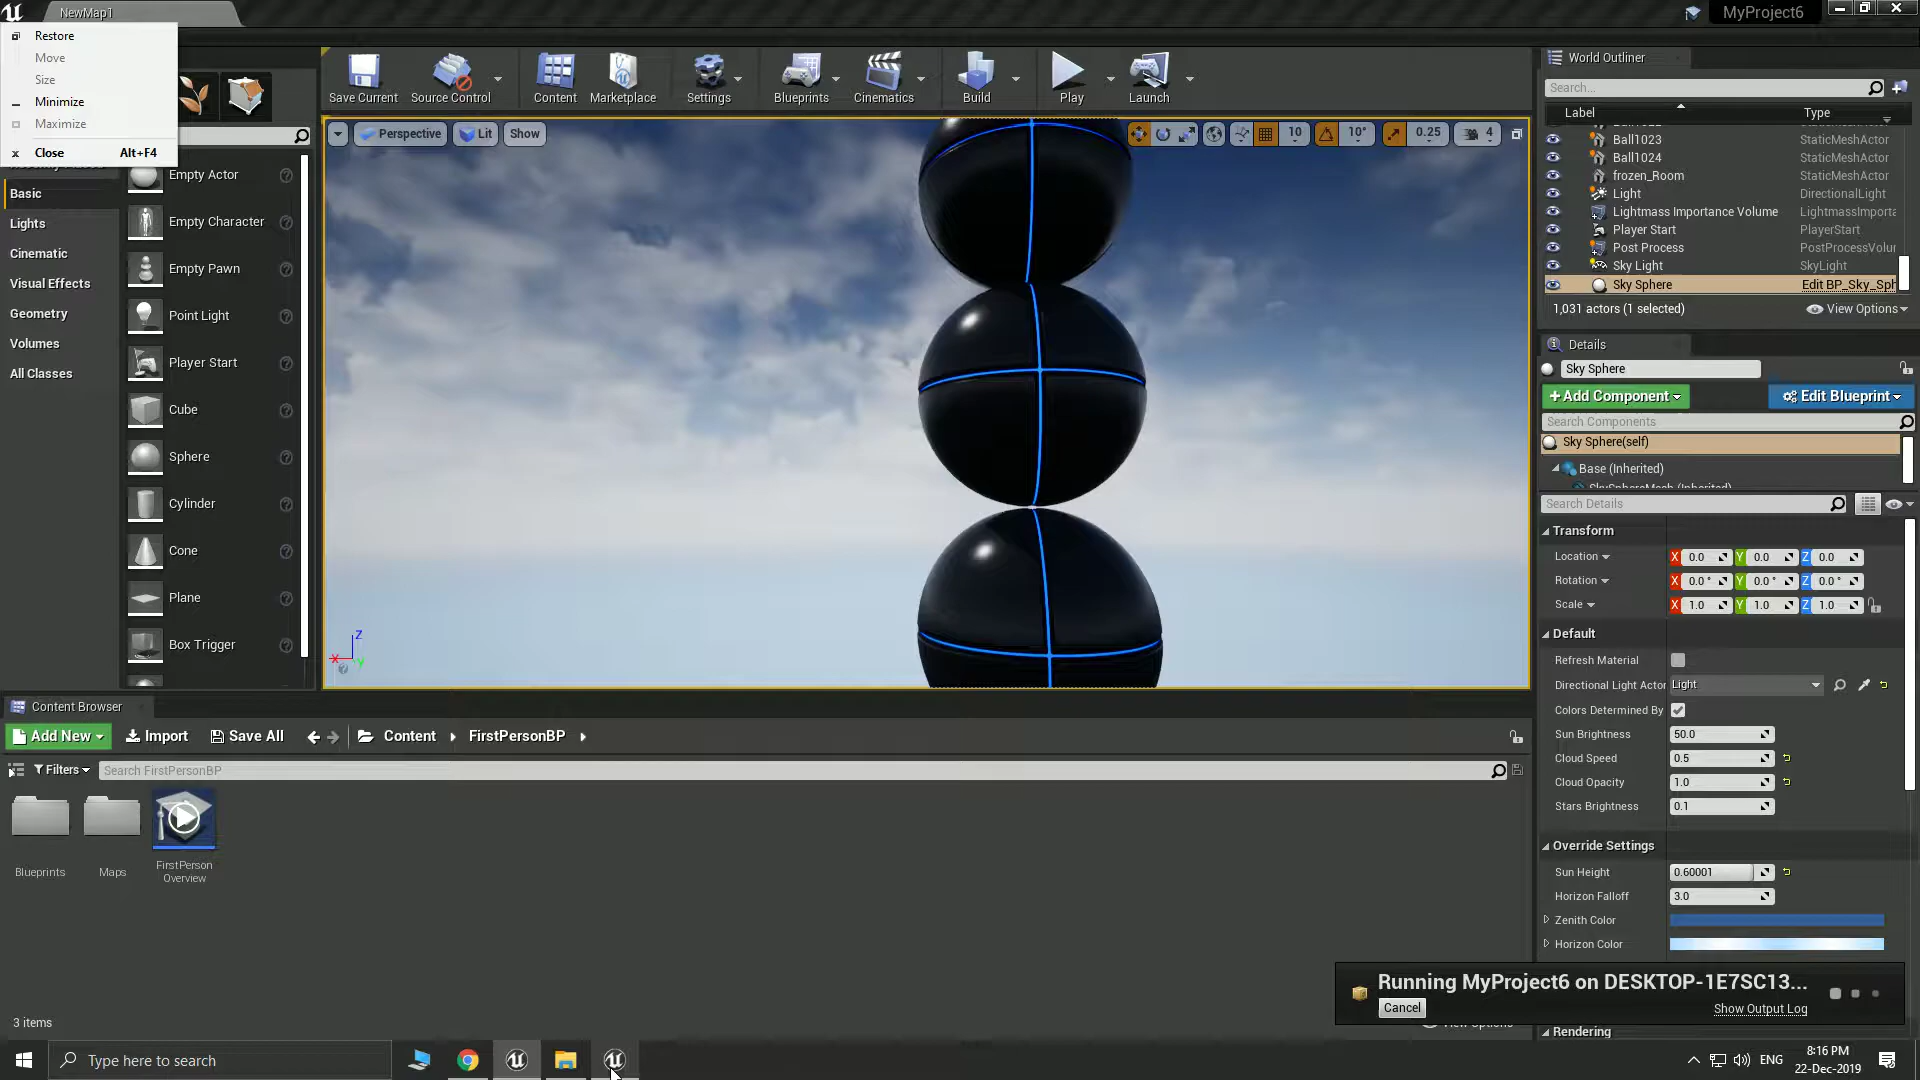 NewMap1
MyProject6
Restore
Move
Size
Minimize
Maximize
Close Alt+F4
Save Current
Source Control
Content
Marketplace
Settings
Blueprints
Cinematics
Build
Play
Launch
World Outliner
Search...
Label Type
Ball1023 StaticMeshActor
Ball1024 StaticMeshActor
frozen_Room StaticMeshActor
Light DirectionalLight
Lightmass Importance Volume LightmassImporta
Player Start PlayerStart
Post Process PostProcessVolur
Sky Light SkyLight
Sky Sphere Edit BP_Sky_Sph
1,031 actors (1 selected) View Options
Perspective
Lit
Show
10
10°
0.25
4
Basic
Lights
Cinematic
Visual Effects
Geometry
Volumes
All Classes
Empty Actor
Empty Character
Empty Pawn
Point Light
Player Start
Cube
Sphere
Cylinder
Cone
Plane
Box Trigger
Z
X
Y
Details
Sky Sphere
+Add Component
Edit Blueprint
Search Components
Sky Sphere(self)
Base (Inherited)
SkySphereMesh (Inherited)
Search Details
Transform
Location X 0.0 Y 0.0 Z 0.0
Rotation X 0.0 ° Y 0.0 ° Z 0.0 °
Scale X 1.0 Y 1.0 Z 1.0
Default
Refresh Material
Directional Light Actor Light
Colors Determined By
Sun Brightness 50.0
Cloud Speed 0.5
Cloud Opacity 1.0
Stars Brightness 0.1
Override Settings
Sun Height 0.60001
Horizon Falloff 3.0
Zenith Color
Horizon Color
Rendering
Content Browser
Add New
Import
Save All
Content
FirstPersonBP
Filters
Search FirstPersonBP
Blueprints
Maps
FirstPerson
Overview
3 items
View Options
Running MyProject6 on DESKTOP-1E7SC13...
Cancel
Show Output Log
Type here to search
ENG
8:16 PM
22-Dec-2019